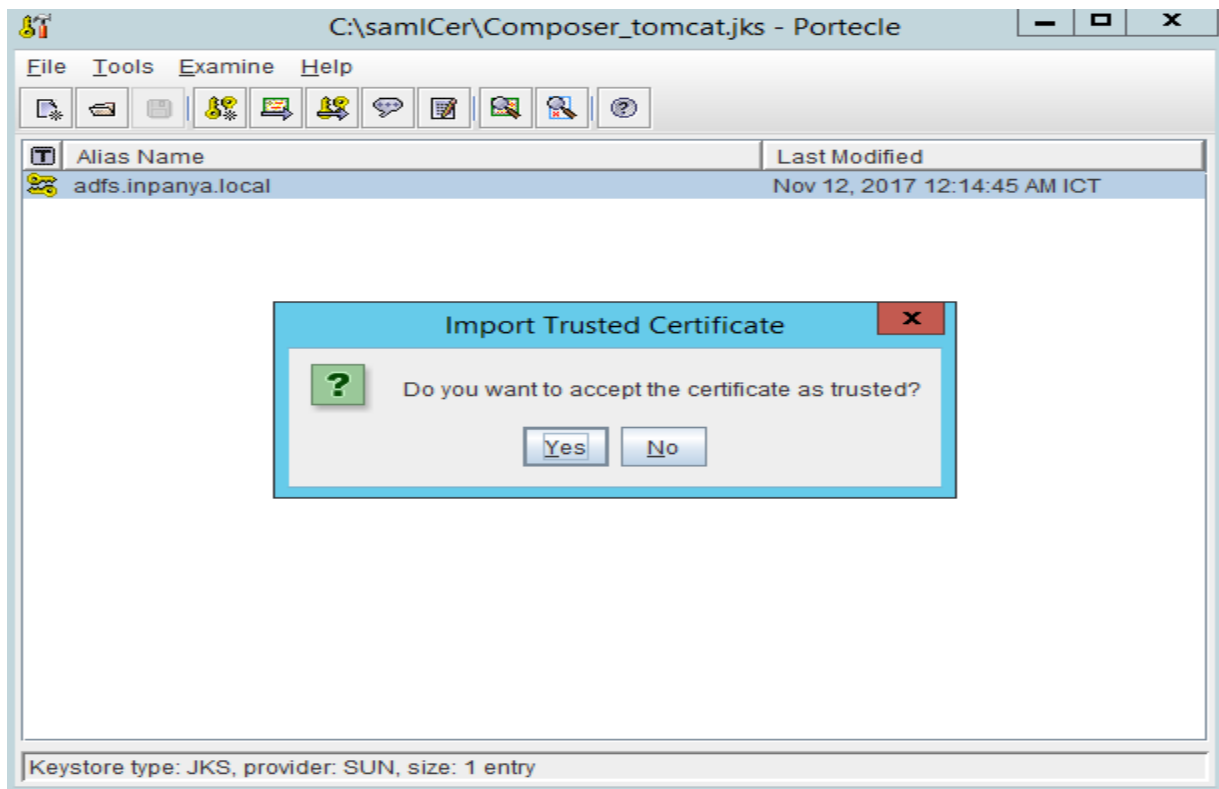 C:\samlCer\Composer_tomcat.jks - Portecle
File Tools Examine Help
Alias Name Last Modified
adfs.inpanya.local Nov 12, 2017 12:14:45 AM ICT
Import Trusted Certificate
Do you want to accept the certificate as trusted?
Yes No
Keystore type: JKS, provider: SUN, size: 1 entry